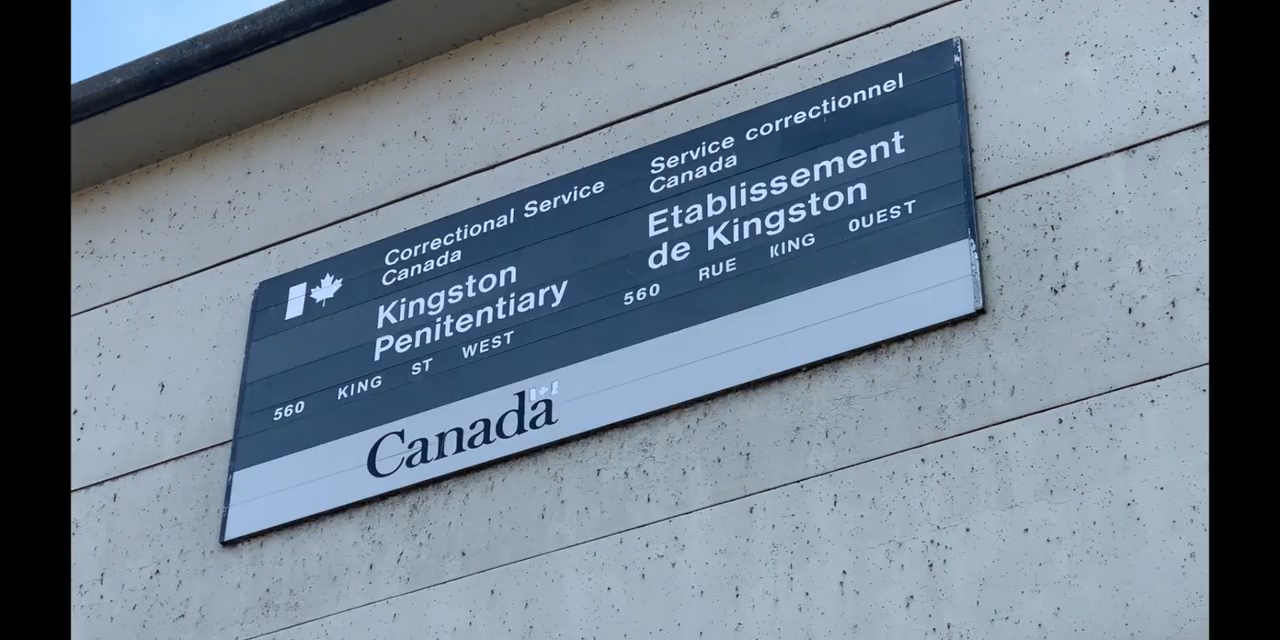 Correctional Service
Canada
Kingston
Penitentiary
560 KING ST WEST
Service correctionnel
Canada
Etablissement
de Kingston
560 RUE KING OUEST
Canada